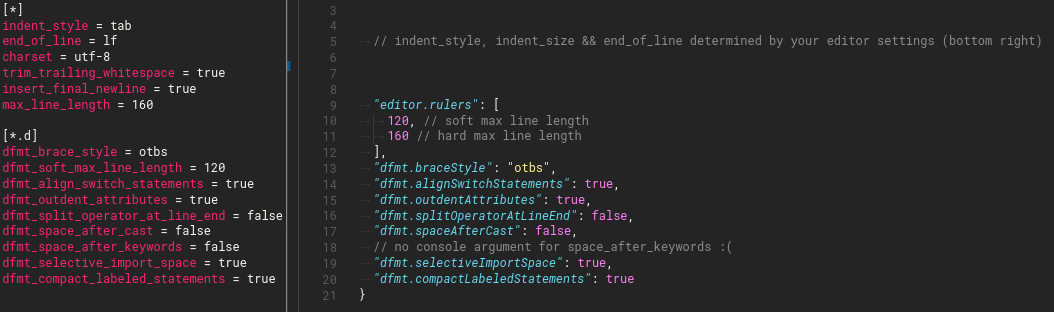 [*]
indent_style = tab
end_of_line = lf
charset = utf-8
trim_trailing_whitespace = true
insert_final_newline = true
max_line_length = 160
[*.d]
dfmt_brace_style = otbs
dfmt_soft_max_line_length = 120
dfmt_align_switch_statements = true
dfmt_outdent_attributes = true
dfmt_split_operator_at_line_end = false
dfmt_space_after_cast = false
dfmt_space_after_keywords = false
dfmt_selective_import_space = true
dfmt_compact_labeled_statements = true
3
4
5 // indent_style, indent_size && end_of_line determined by your editor settings (bottom right)
6
7
8
9 "editor.rulers": [
10 120, // soft max line length
11 160 // hard max line length
12 ],
13 "dfmt.braceStyle": "otbs",
14 "dfmt.alignSwitchStatements": true,
15 "dfmt.outdentAttributes": true,
16 "dfmt.splitOperatorAtLineEnd": false,
17 "dfmt.spaceAfterCast": false,
18 // no console argument for space_after_keywords :(
19 "dfmt.selectiveImportSpace": true,
20 "dfmt.compactLabeledStatements": true
21 }